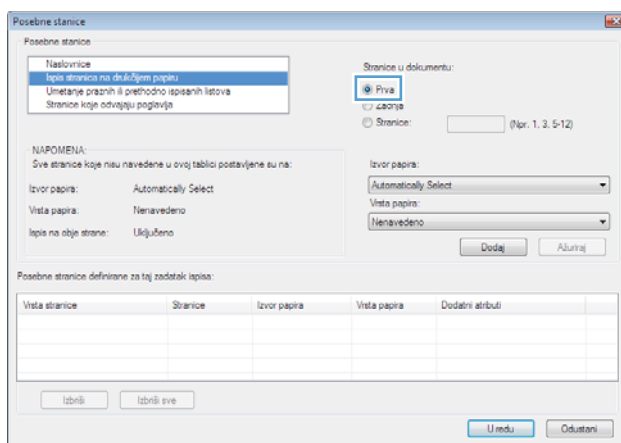 Posebne stanice
Posebne stanice
Naslovnice
Ispis stranica na drukčijem papiru
Umetanje praznih ili prethodno ispisanih listova
Stranice koje odvajaju poglavlja
Stranice u dokumentu:
Prva
Zadnja
Stranice:
(Npr. 1, 3, 5-12)
NAPOMENA:
Sve stranice koje nisu navedene u ovoj tablici postavljene su na:
Izvor papira:
Automatically Select
Vrsta papira:
Nenavedeno
Ispis na obje strane:
Uključeno
Izvor papira:
Automatically Select
Vrsta papira:
Nenavedeno
Dodaj
Ažuriraj
Posebne stranice definirane za taj zadatak ispisa:
Vrsta stranice Stranice Izvor papira Vrsta papira Dodatni atributi
Izbriši Izbriši sve
U redu Odustani